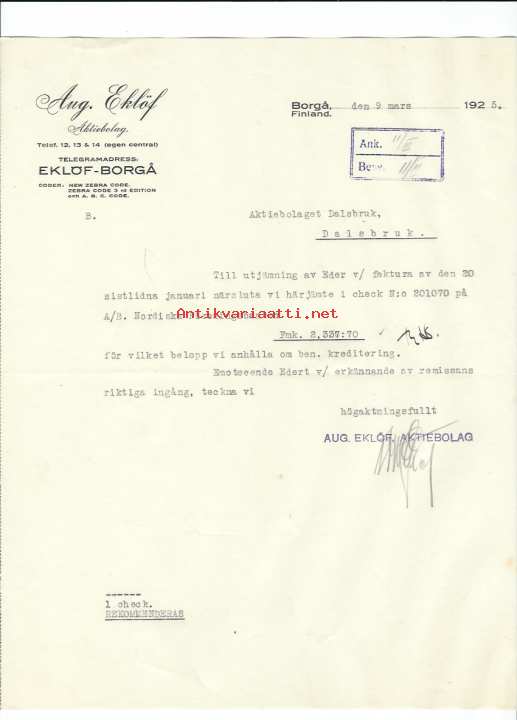 Aug. Eklöf
Aktiebolag.
Telef. 12, 13 & 14 (egen central)
TELEGRAMADRESS:
EKLÖF-BORGÅ
CODER: NEW ZEBRA CODE.
ZEBRA CODE 3 rd EDITION
och A. B. C. CODE.
Borgå, den 9 mars 1925.
Finland.
Ank.
Besv.
B.
Aktiebolaget Dalsbruk,
Dalsbruk.
Till utjämning av Eder v/ faktura av den 20
sistlidna januari närsluta vi härjämte i check N:o 201070 på
A/B. Nordiska
Antikvariaatti.net
Fmk. 2,337:70
för vilket belopp vi anhålla om ben. kreditering.
Emotseende Edert v/ erkännande av remissans
riktiga ingång, teckna vi
högaktningsfullt
AUG. EKLÖF, AKTIEBOLAG
1 check.
REKOMMENDERAS